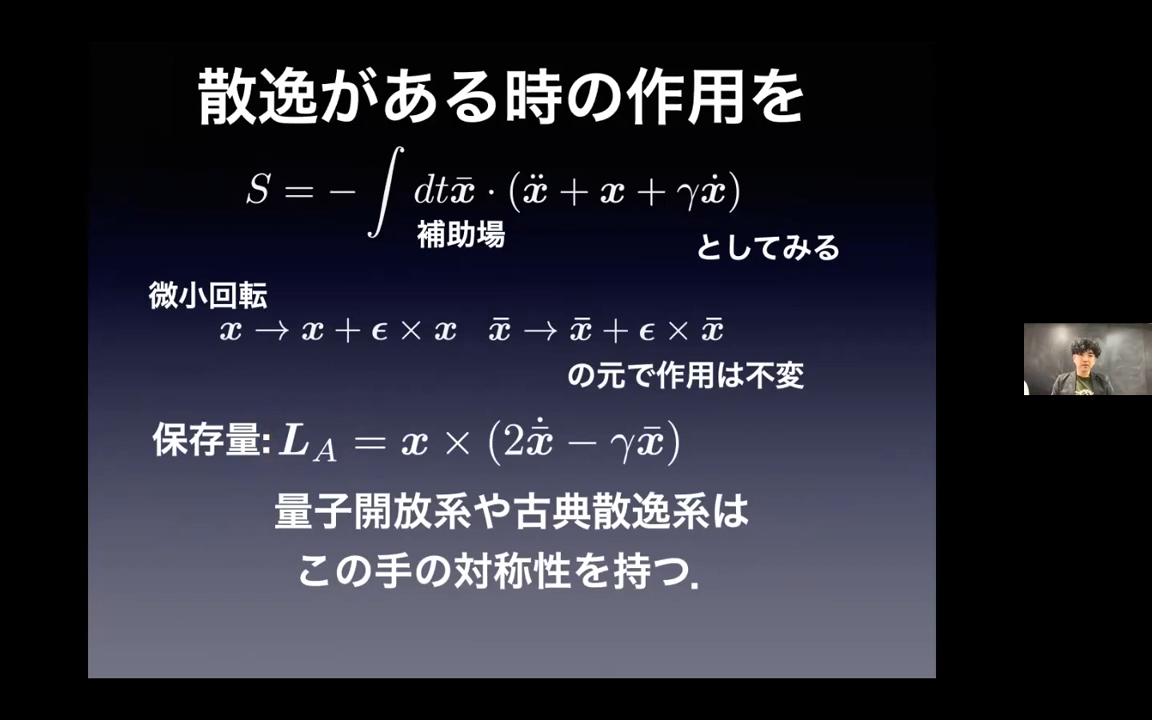 散逸がある時の作用を
S = − ∫ dt x̄ · (ẍ + x + γẋ)
補助場
としてみる
微小回転
x → x + ϵ × x   x̄ → x̄ + ϵ × x̄
の元で作用は不変
保存量: L_A = x × (2ẋ̄ − γx̄)
量子開放系や古典散逸系は
この手の対称性を持つ.